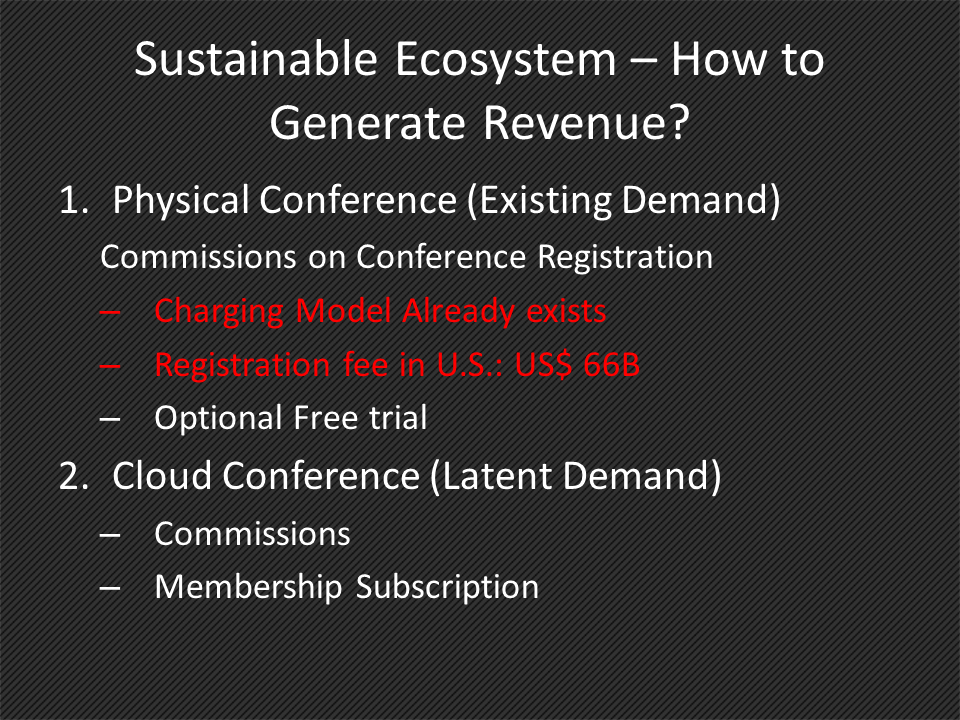 Sustainable Ecosystem – How to
Generate Revenue?
1. Physical Conference (Existing Demand)
Commissions on Conference Registration
– Charging Model Already exists
– Registration fee in U.S.: US$ 66B
– Optional Free trial
2. Cloud Conference (Latent Demand)
– Commissions
– Membership Subscription